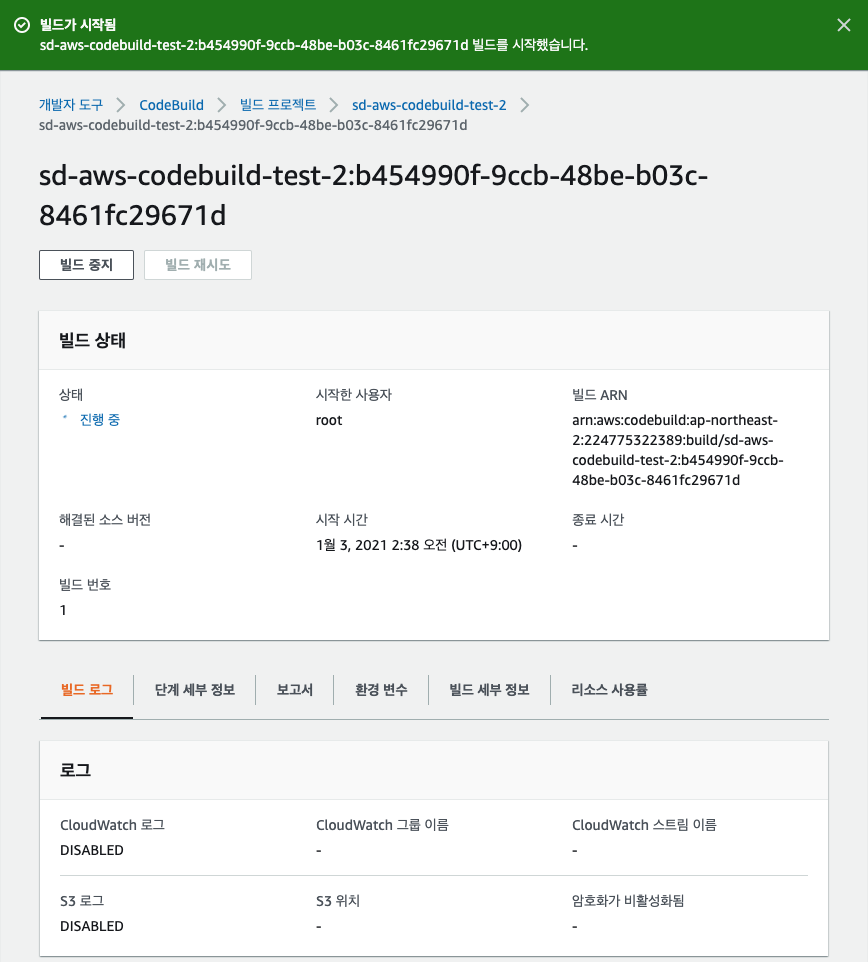 빌드가 시작됨
sd-aws-codebuild-test-2:b454990f-9ccb-48be-b03c-8461fc29671d 빌드를 시작했습니다.
개발자 도구 > CodeBuild > 빌드 프로젝트 > sd-aws-codebuild-test-2 >
sd-aws-codebuild-test-2:b454990f-9ccb-48be-b03c-8461fc29671d
sd-aws-codebuild-test-2:b454990f-9ccb-48be-b03c-
8461fc29671d
빌드 중지 빌드 재시도
빌드 상태
상태 시작한 사용자 빌드 ARN
진행 중 root arn:aws:codebuild:ap-northeast-
2:224775322389:build/sd-aws-
codebuild-test-2:b454990f-9ccb-
48be-b03c-8461fc29671d
해결된 소스 버전 시작 시간 종료 시간
- 1월 3, 2021 2:38 오전 (UTC+9:00) -
빌드 번호
1
빌드 로그 단계 세부 정보 보고서 환경 변수 빌드 세부 정보 리소스 사용률
로그
CloudWatch 로그 CloudWatch 그룹 이름 CloudWatch 스트림 이름
DISABLED - -
S3 로그 S3 위치 암호화가 비활성화됨
DISABLED - -